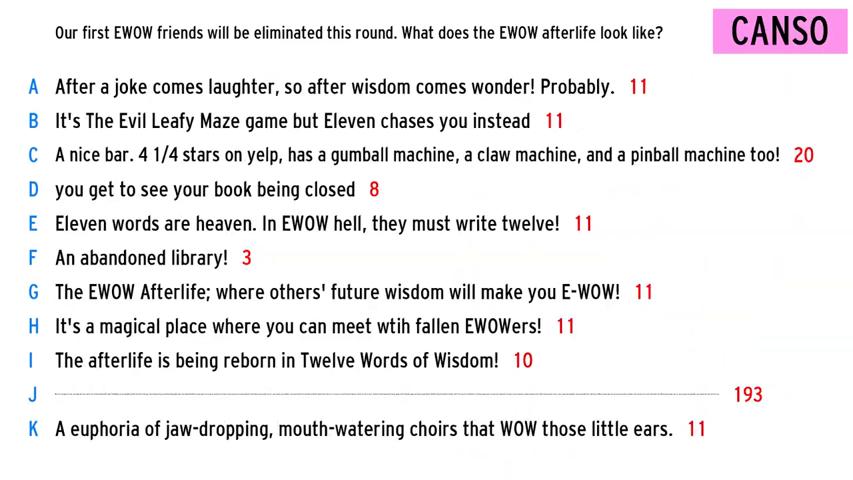 Our first EWOW friends will be eliminated this round. What does the EWOW afterlife look like?
CANSO
A After a joke comes laughter, so after wisdom comes wonder! Probably. 11
B It's The Evil Leafy Maze game but Eleven chases you instead 11
C A nice bar. 4 1/4 stars on yelp, has a gumball machine, a claw machine, and a pinball machine too! 20
D you get to see your book being closed 8
E Eleven words are heaven. In EWOW hell, they must write twelve! 11
F An abandoned library! 3
G The EWOW Afterlife; where others' future wisdom will make you E-WOW! 11
H It's a magical place where you can meet wtih fallen EWOWers! 11
I The afterlife is being reborn in Twelve Words of Wisdom! 10
J 193
K A euphoria of jaw-dropping, mouth-watering choirs that WOW those little ears. 11